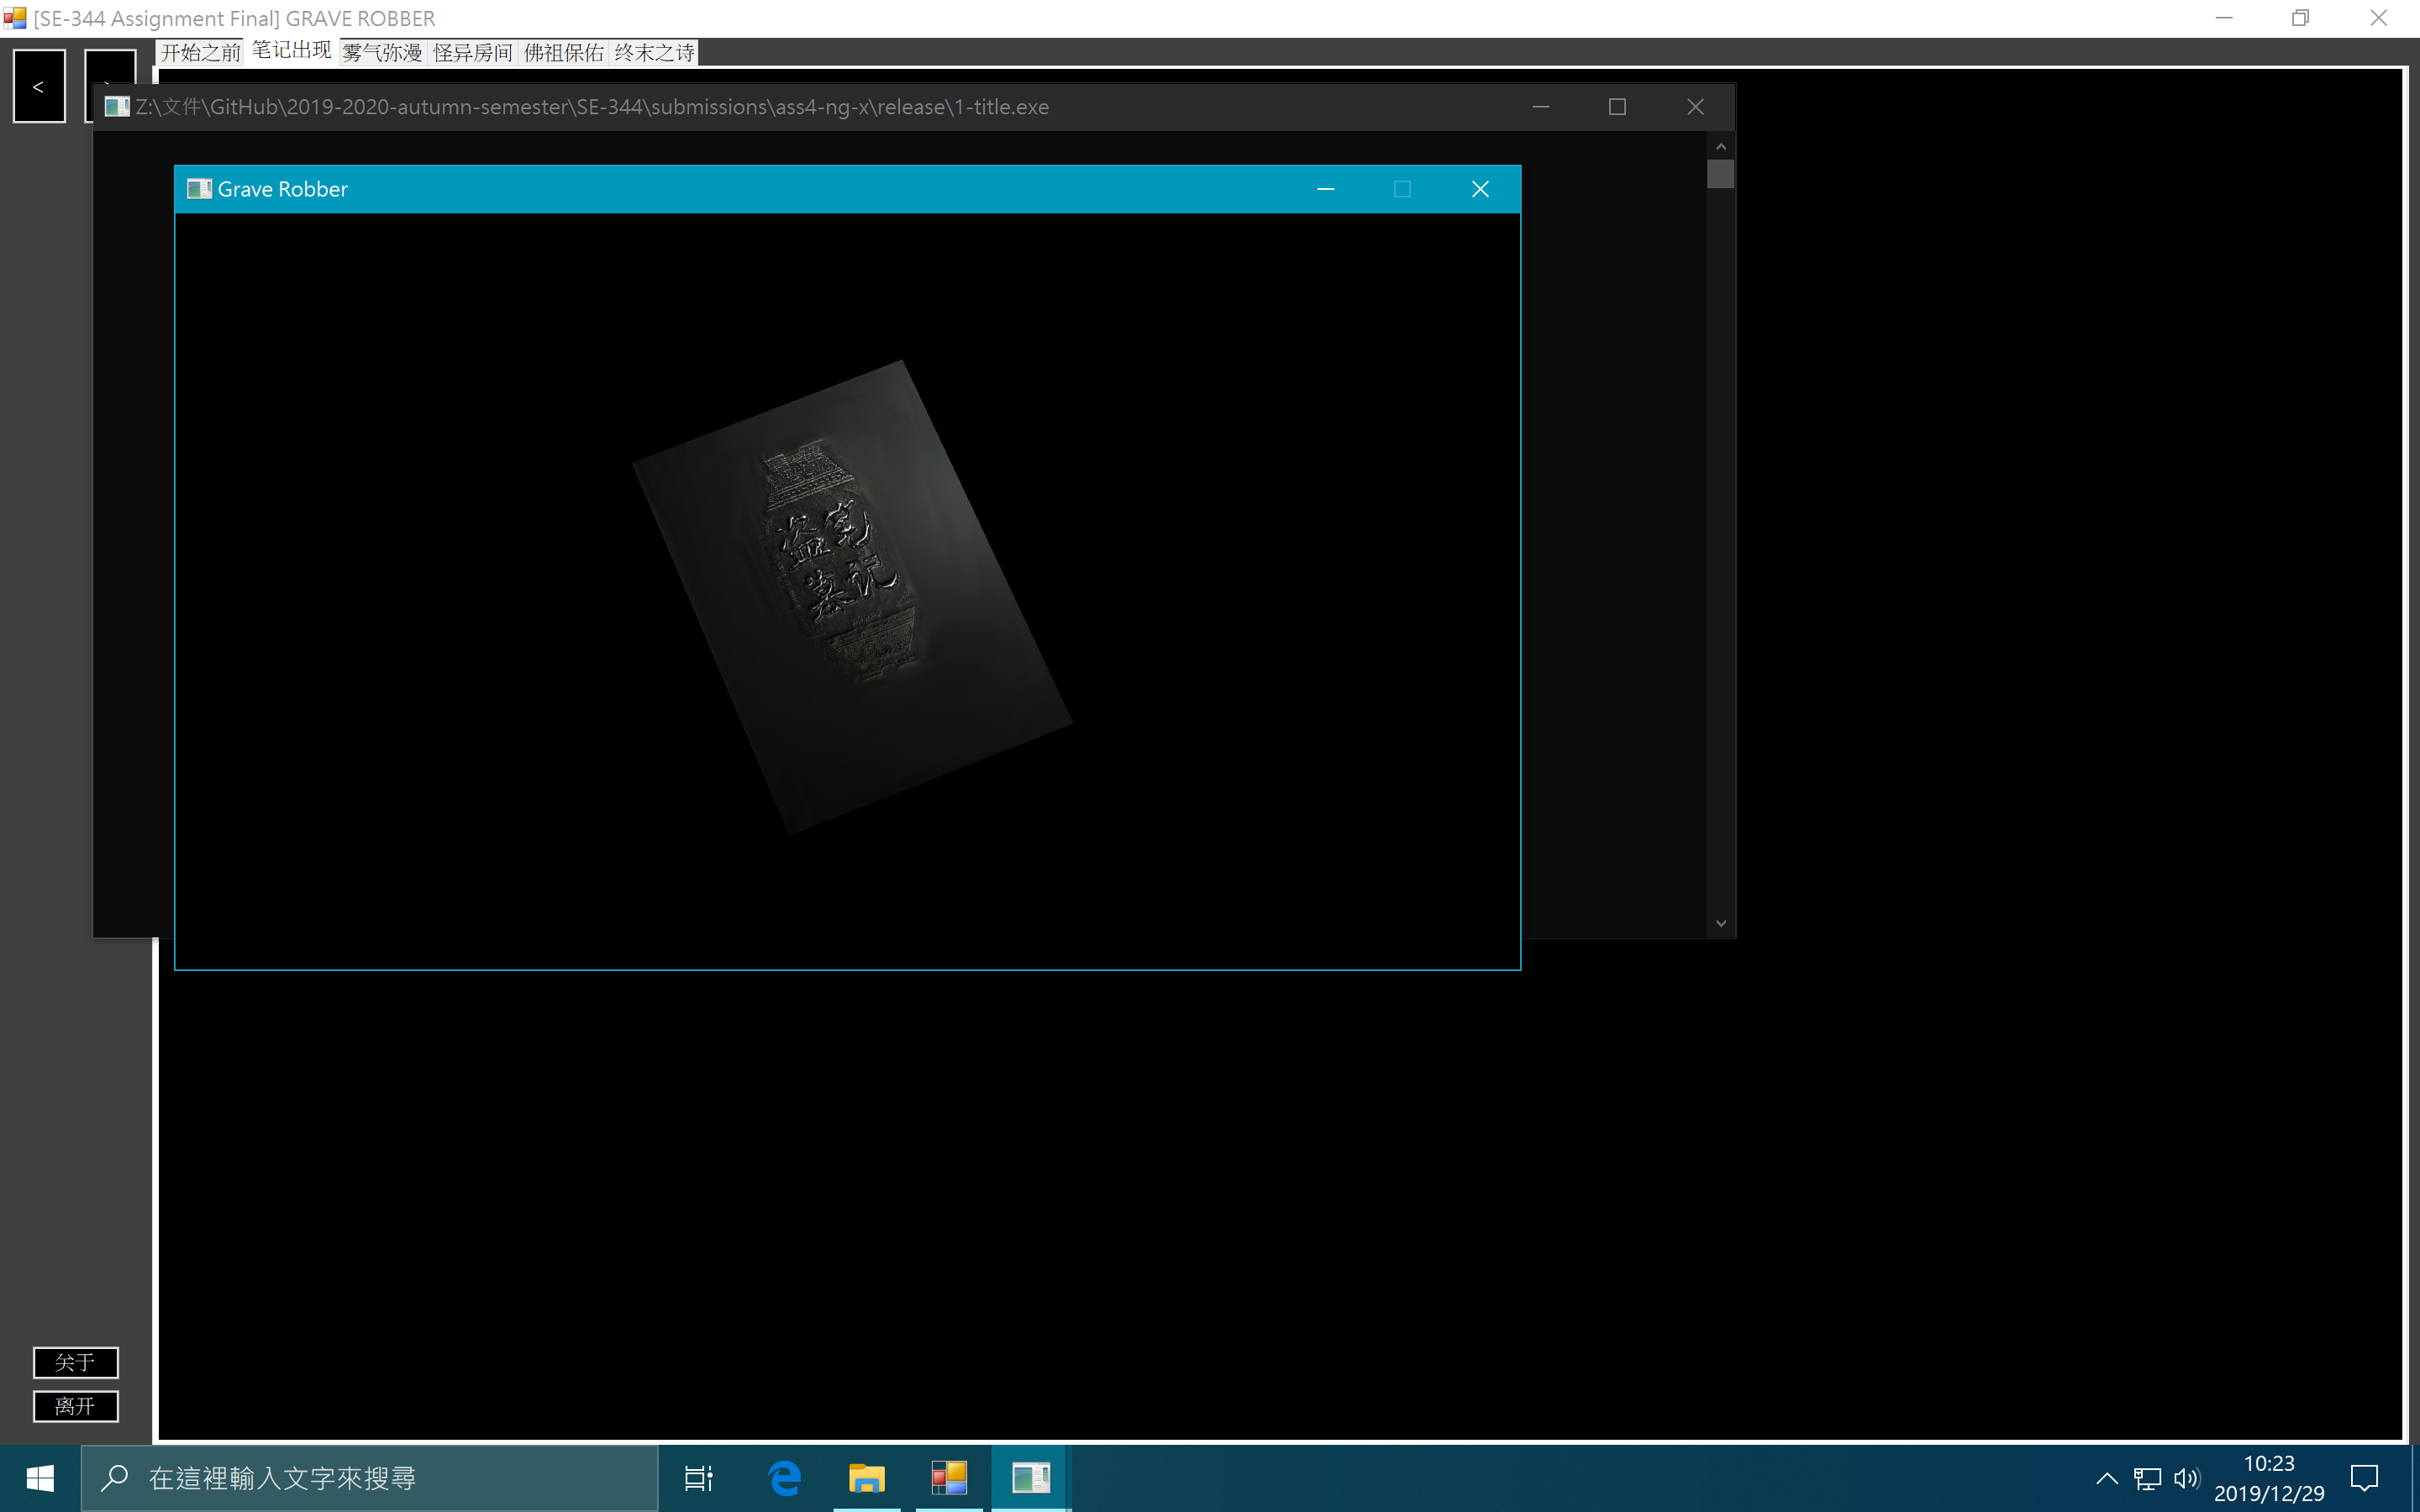 [SE-344 Assignment Final] GRAVE ROBBER
< 开始之前 笔记出现 雾气弥漫 怪异房间 佛祖保佑 终末之诗
Z:\文件\GitHub\2019-2020-autumn-semester\SE-344\submissions\ass4-ng-x\release\1-title.exe
Grave Robber
盗笔
墓记
关于
离开
在這裡輸入文字來搜尋
10:23
2019/12/29